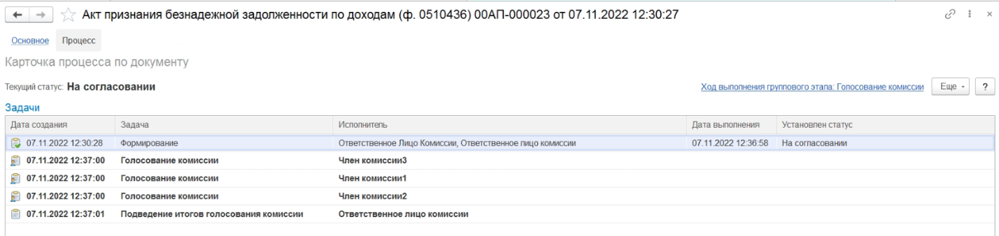 Акт признания безнадежной задолженности по доходам (ф. 0510436) 00АП-000023 от 07.11.2022 12:30:27
Основное Процесс
Карточка процесса по документу
Текущий статус: На согласовании Ход выполнения группового этапа: Голосование комиссии Еще ?
Задачи
Дата создания Задача Исполнитель Дата выполнения Установлен статус
07.11.2022 12:30:28 Формирование Ответственное Лицо Комиссии, Ответственное лицо комиссии 07.11.2022 12:36:58 На согласовании
07.11.2022 12:37:00 Голосование комиссии Член комиссии3
07.11.2022 12:37:00 Голосование комиссии Член комиссии1
07.11.2022 12:37:00 Голосование комиссии Член комиссии2
07.11.2022 12:37:01 Подведение итогов голосования комиссии Ответственное лицо комиссии